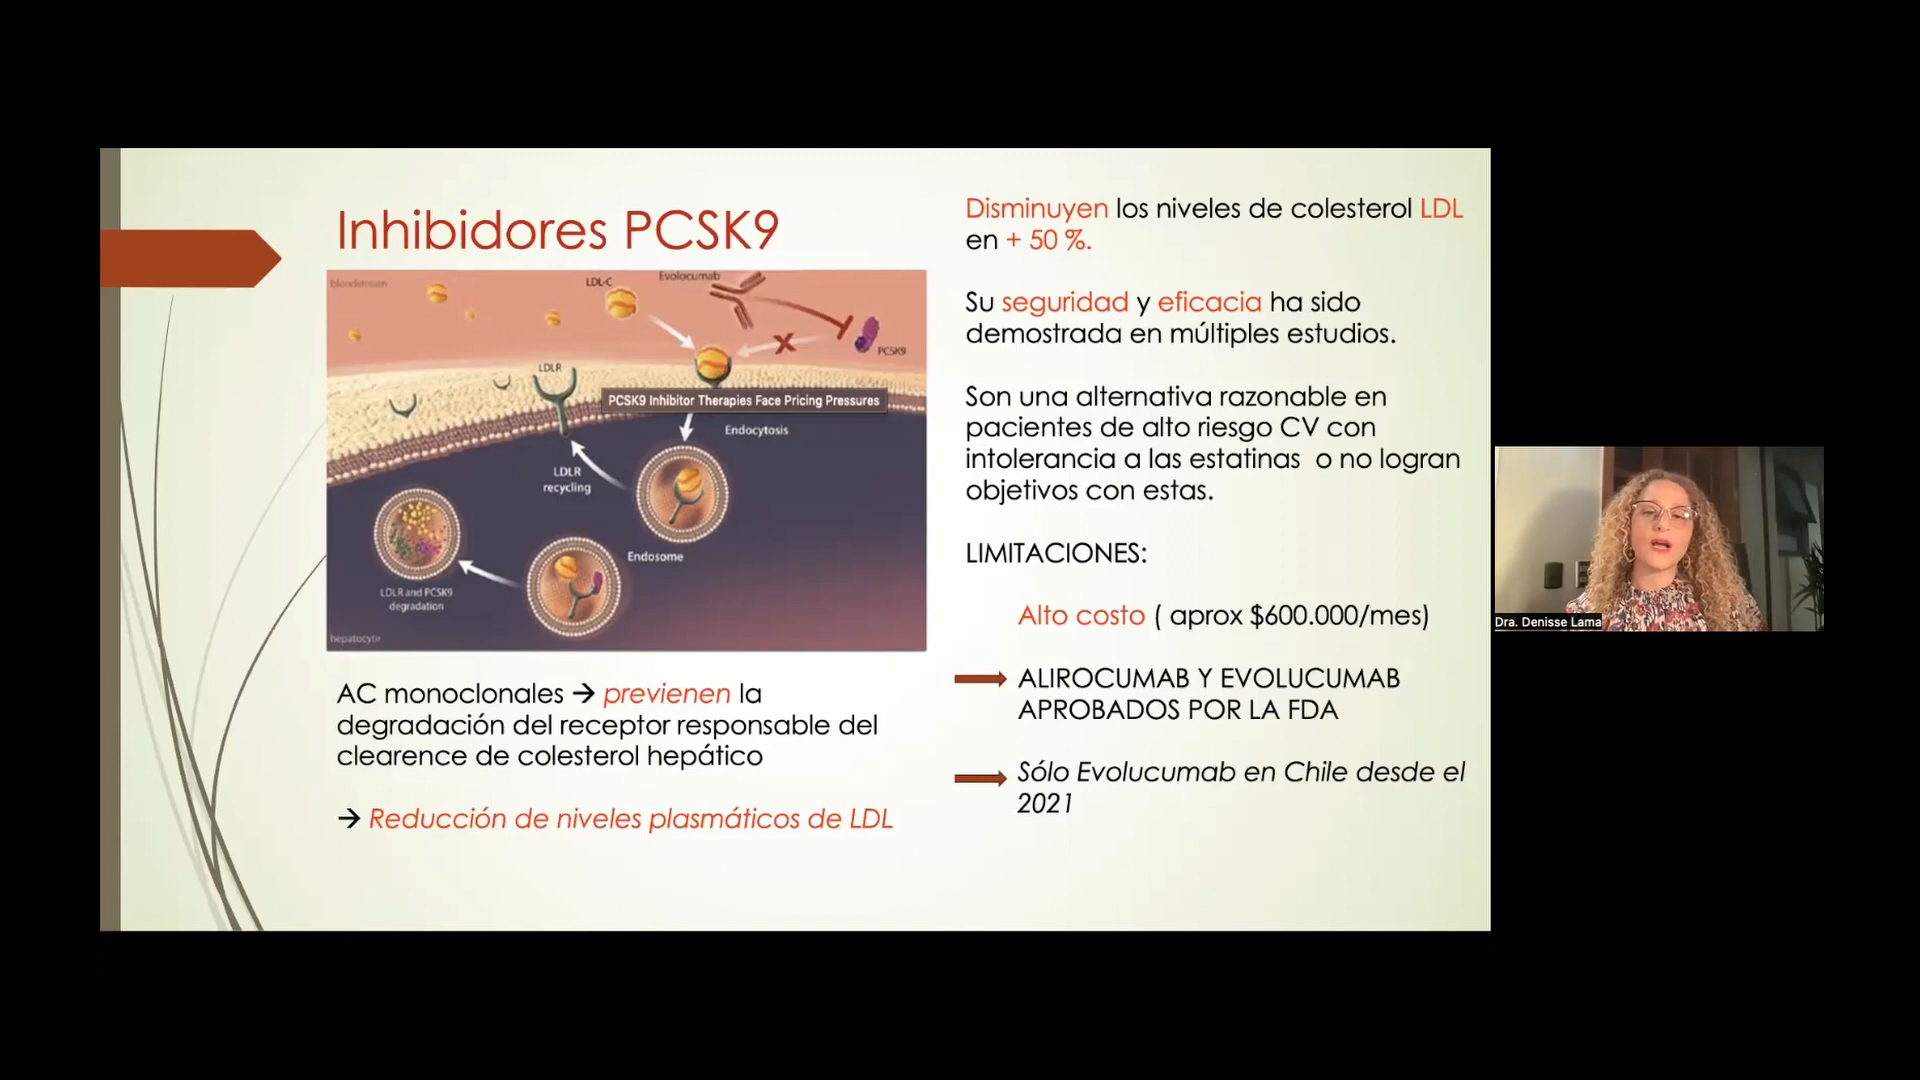 Inhibidores PCSK9
bloodstream
LDL-C
Evolocumab
PCSK9
LDLR
PCSK9 Inhibitor Therapies Face Pricing Pressures
Endocytosis
LDLR
recycling
Endosome
LDLR and PCSK9
degradation
hepatocyte
AC monoclonales → previenen la
degradación del receptor responsable del
clearence de colesterol hepático
→ Reducción de niveles plasmáticos de LDL
Disminuyen los niveles de colesterol LDL
en + 50 %.
Su seguridad y eficacia ha sido
demostrada en múltiples estudios.
Son una alternativa razonable en
pacientes de alto riesgo CV con
intolerancia a las estatinas o no logran
objetivos con estas.
LIMITACIONES:
Alto costo ( aprox $600.000/mes)
ALIROCUMAB Y EVOLUCUMAB
APROBADOS POR LA FDA
Sólo Evolucumab en Chile desde el
2021
Dra. Denisse Lama